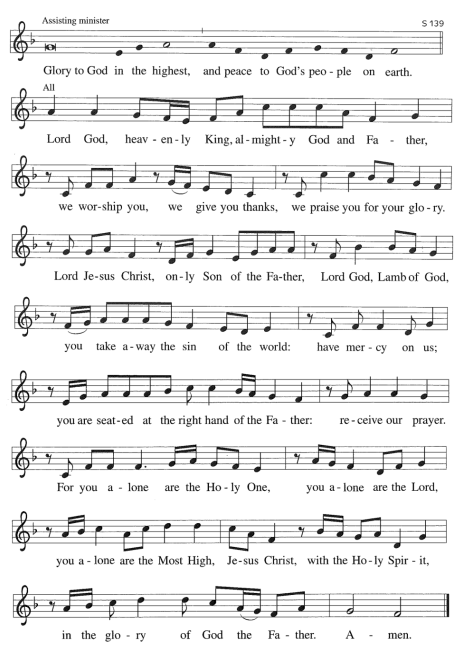 Assisting minister S 139
Glory to God in the highest, and peace to God's peo - ple on earth.
All
Lord God, heav - en - ly King, al - might - y God and Fa - ther,
we wor - ship you, we give you thanks, we praise you for your glo - ry.
Lord Je - sus Christ, on - ly Son of the Fa - ther, Lord God, Lamb of God,
you take a - way the sin of the world: have mer - cy on us;
you are seat - ed at the right hand of the Fa - ther: re - ceive our prayer.
For you a - lone are the Ho - ly One, you a - lone are the Lord,
you a - lone are the Most High, Je - sus Christ, with the Ho - ly Spir - it,
in the glo - ry of God the Fa - ther. A - men.